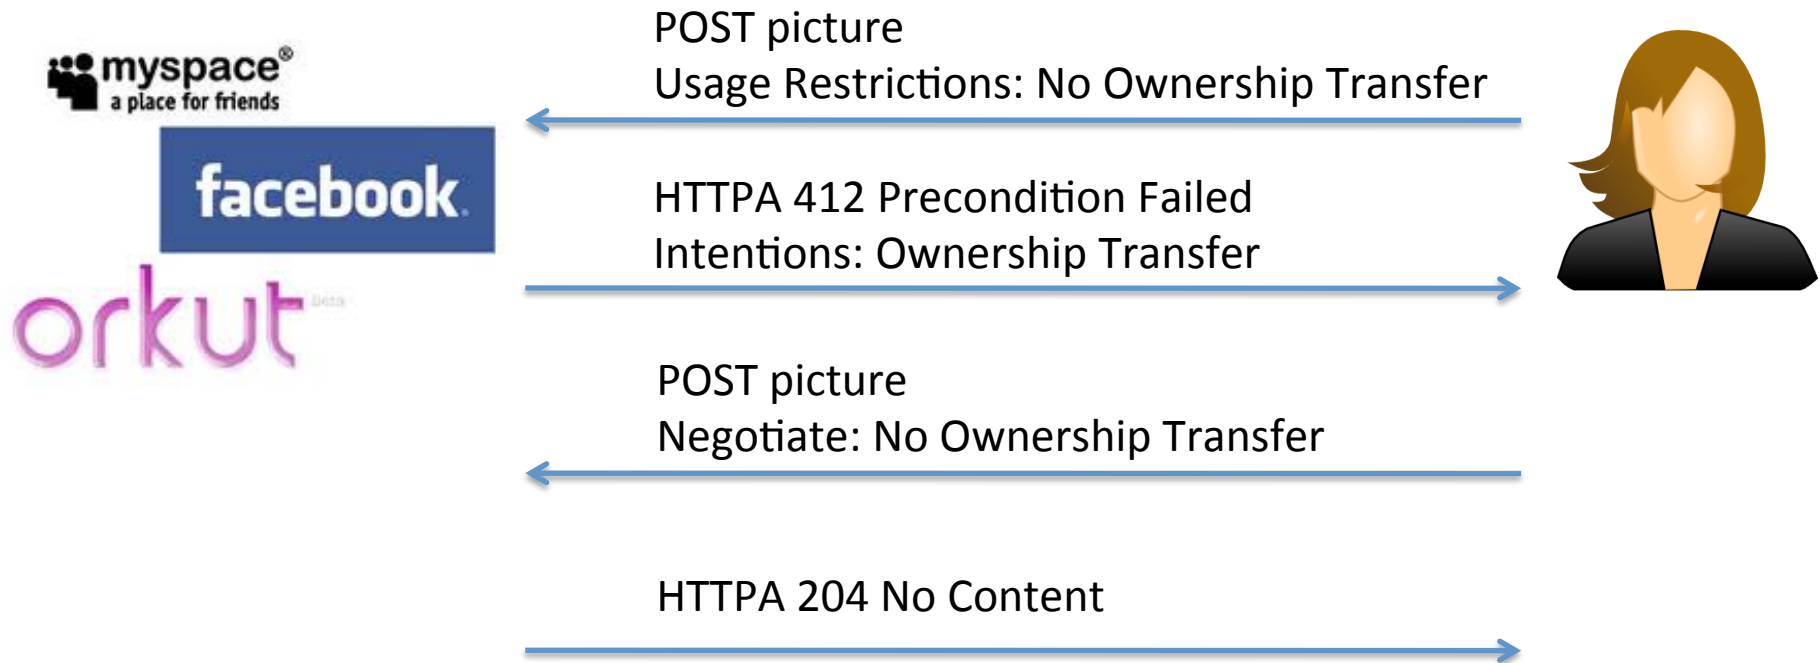 myspace®
a place for friends
facebook.
orkut beta
POST picture
Usage Restrictions: No Ownership Transfer
HTTPA 412 Precondition Failed
Intentions: Ownership Transfer
POST picture
Negotiate: No Ownership Transfer
HTTPA 204 No Content